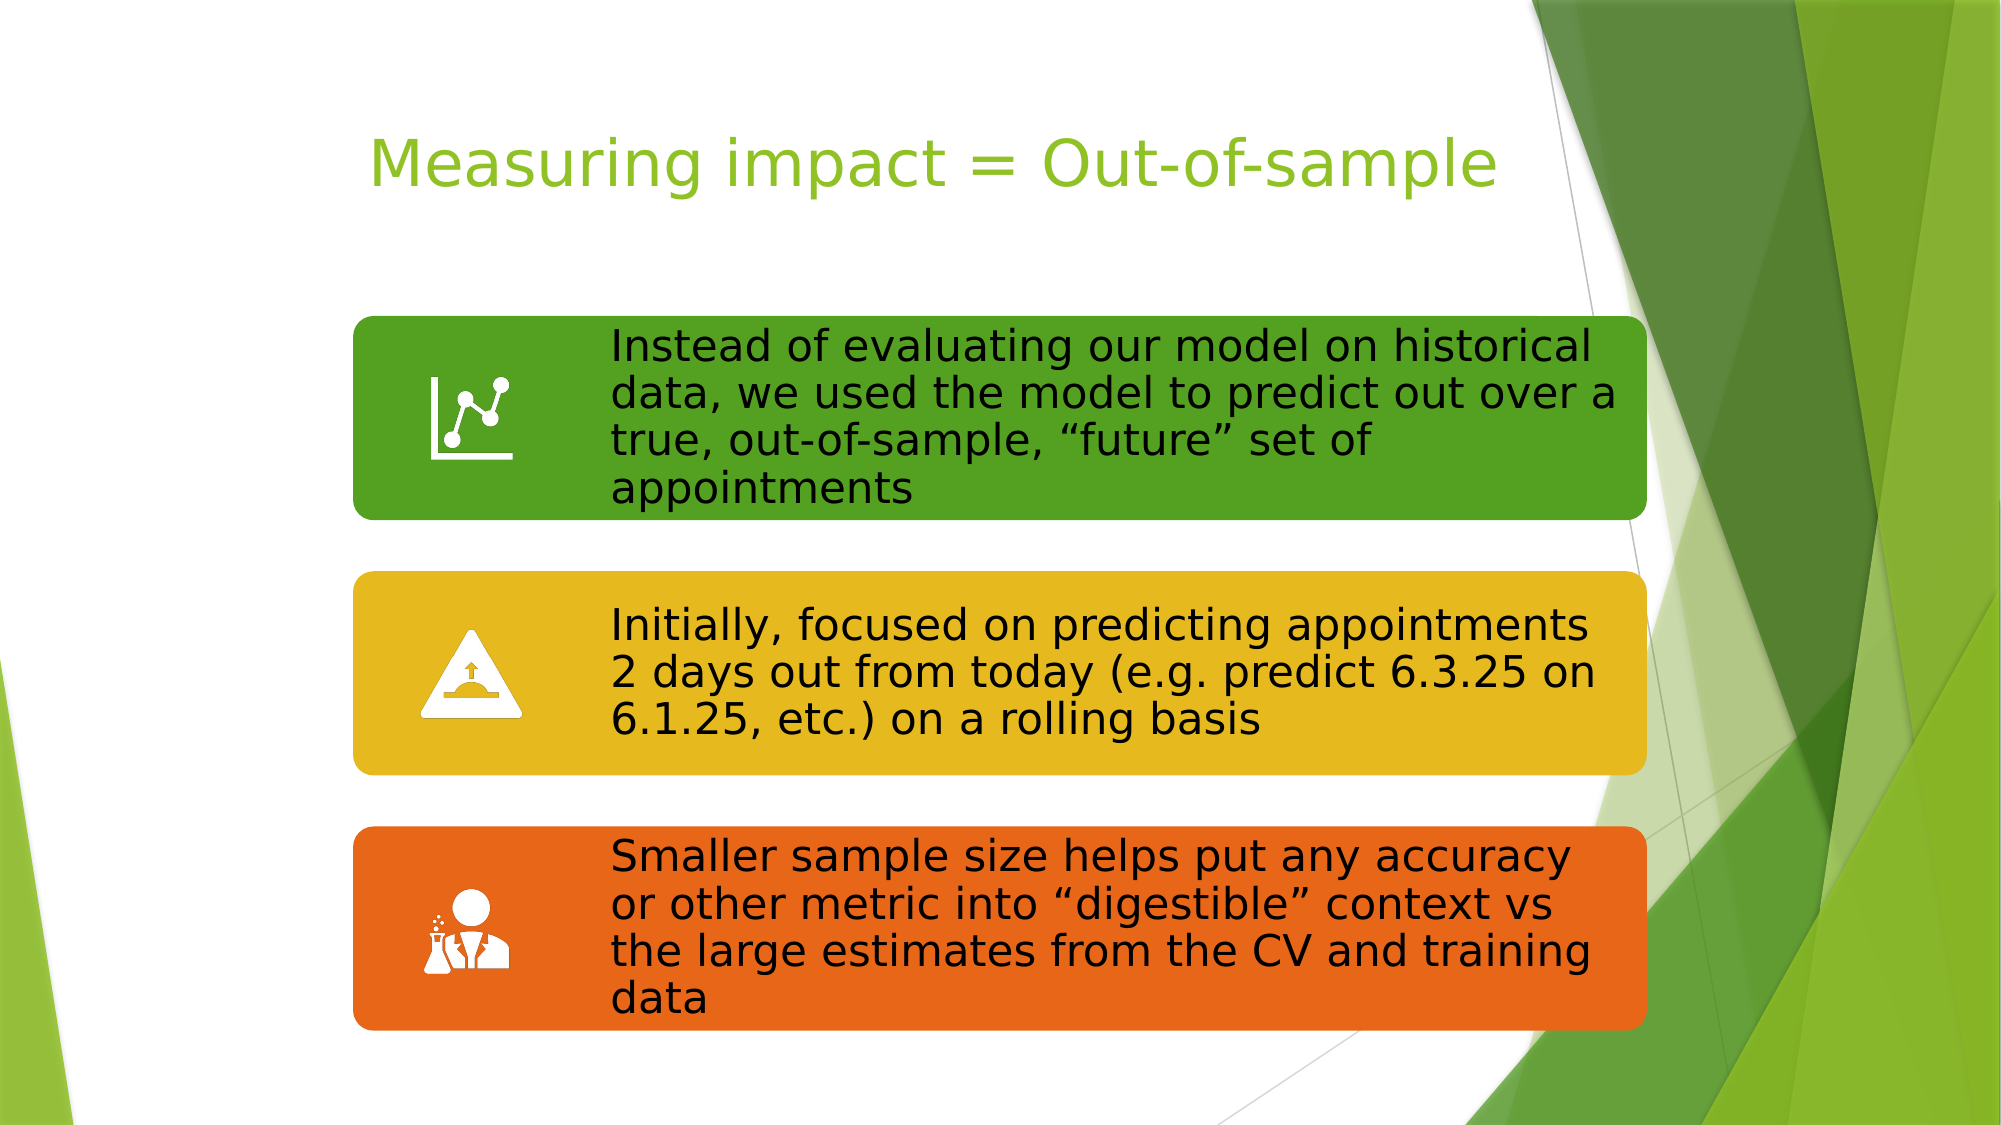 Measuring impact = Out-of-sample
Instead of evaluating our model on historical
data, we used the model to predict out over a
true, out-of-sample, “future” set of
appointments
Initially, focused on predicting appointments
2 days out from today (e.g. predict 6.3.25 on
6.1.25, etc.) on a rolling basis
Smaller sample size helps put any accuracy
or other metric into “digestible” context vs
the large estimates from the CV and training
data